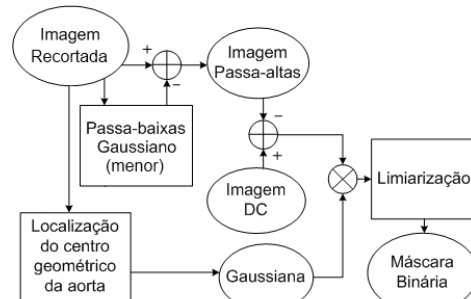 Imagem
Recortada
+
−
Imagem
Passa-altas
Passa-baixas
Gaussiano
(menor)
−
+
Imagem
DC
Limiarização
Localização
do centro
geométrico
da aorta
Gaussiana
Máscara
Binária